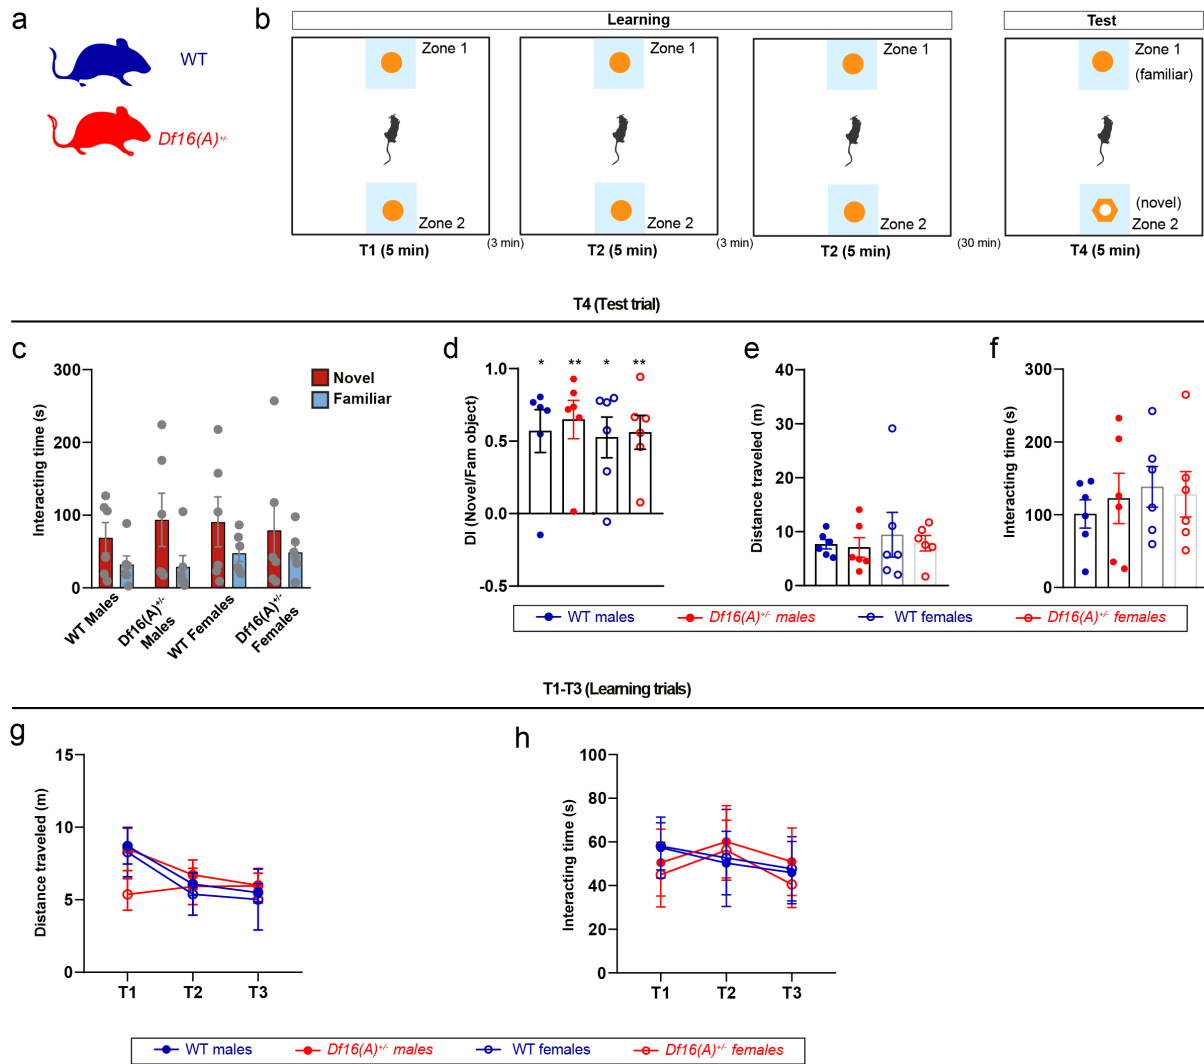 a
WT
Df16(A)+/-
b
Learning
Test
Zone 1
Zone 2
T1 (5 min)
(3 min)
Zone 1
Zone 2
T2 (5 min)
(3 min)
Zone 1
Zone 2
T2 (5 min)
(30 min)
Zone 1
(familiar)
(novel)
Zone 2
T4 (5 min)
T4 (Test trial)
c
Interacting time (s)
300
200
100
0
Novel
Familiar
WT Males
Df16(A)+/-
Males
WT Females
Df16(A)+/-
Females
d
DI (Novel/Fam object)
1.0
0.5
0.0
-0.5
* ** * **
e
Distance traveled (m)
40
30
20
10
0
f
Interacting time (s)
300
200
100
0
WT males Df16(A)+/- males WT females Df16(A)+/- females
T1-T3 (Learning trials)
g
Distance traveled (m)
15
10
5
0
T1 T2 T3
h
Interacting time (s)
100
80
60
40
20
0
T1 T2 T3
WT males Df16(A)+/- males WT females Df16(A)+/- females